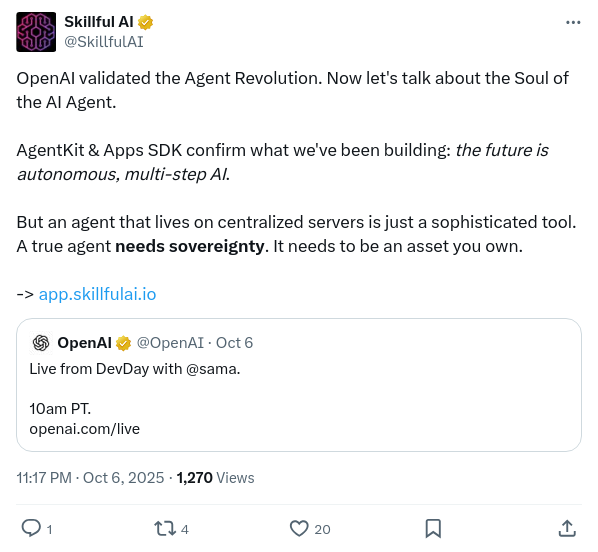 Skillful AI
@SkillfulAI
OpenAI validated the Agent Revolution. Now let's talk about the Soul of
the AI Agent.
AgentKit & Apps SDK confirm what we've been building: the future is
autonomous, multi-step AI.
But an agent that lives on centralized servers is just a sophisticated tool.
A true agent needs sovereignty. It needs to be an asset you own.
-> app.skillfulai.io
OpenAI @OpenAI · Oct 6
Live from DevDay with @sama.
10am PT.
openai.com/live
11:17 PM · Oct 6, 2025 · 1,270 Views
1 4 20